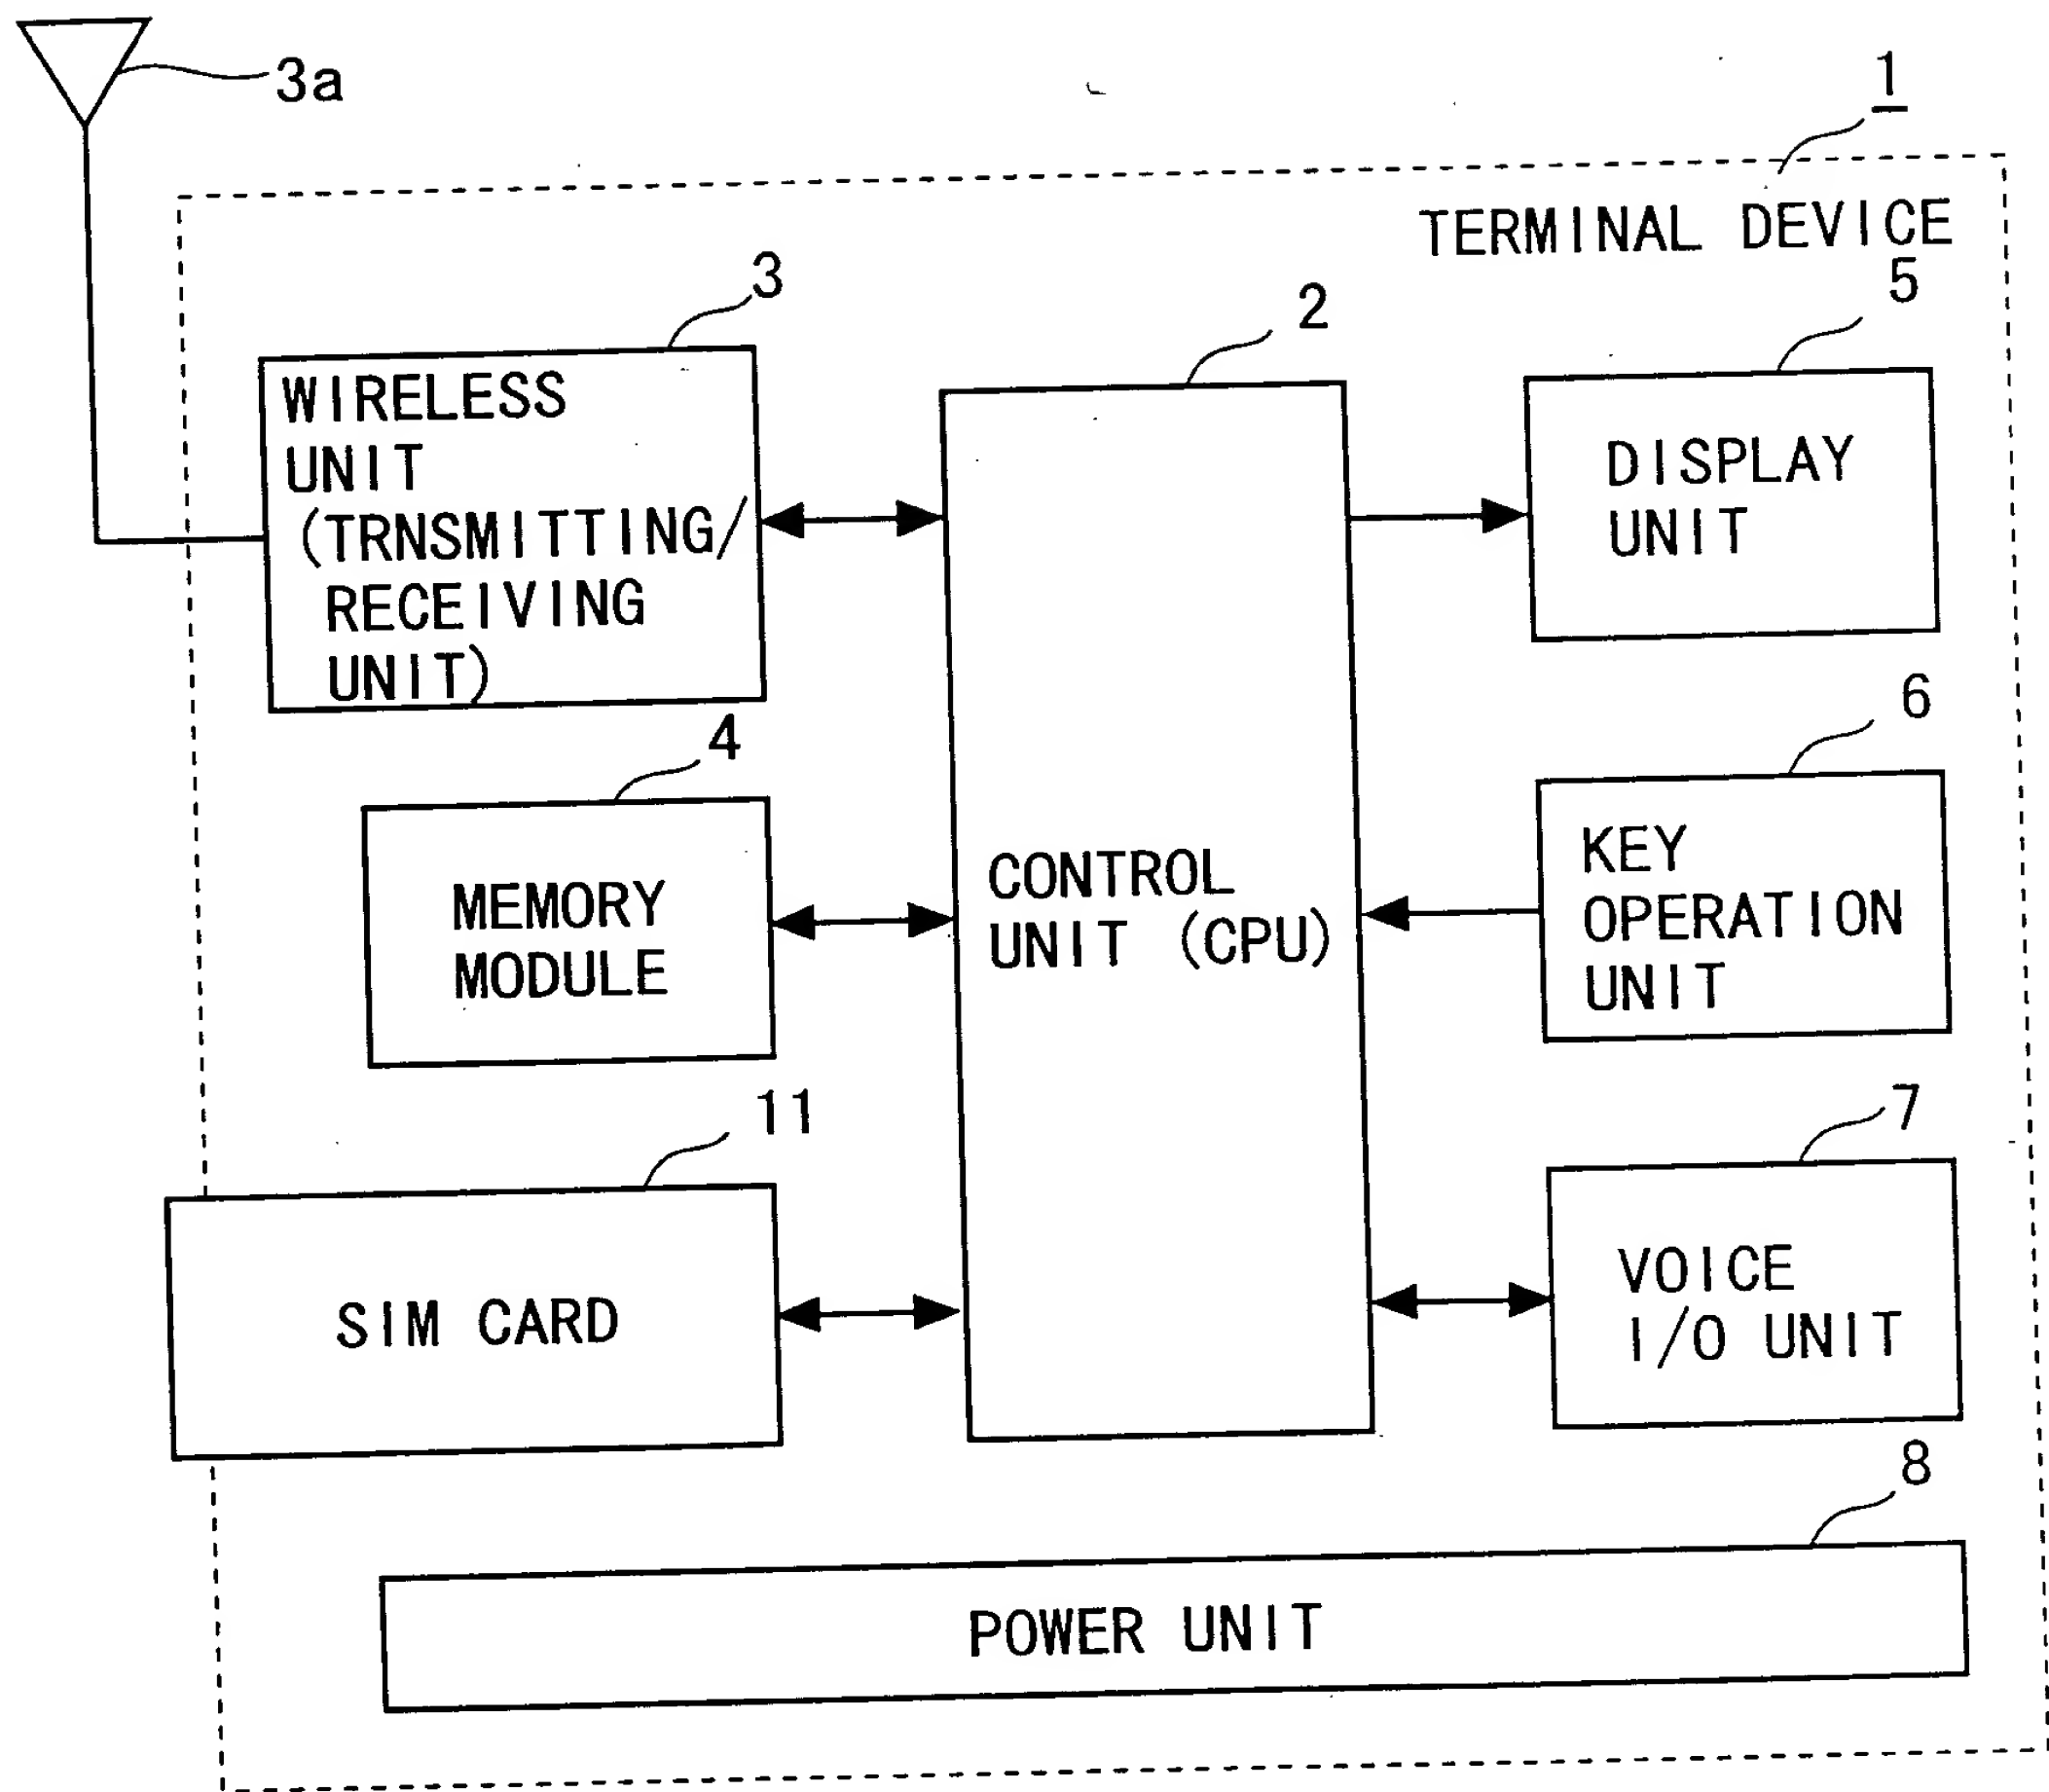 3a
1
TERMINAL DEVICE
3
2
5
WIRELESS
UNIT
(TRNSMITTING/
RECEIVING
UNIT)
DISPLAY
UNIT
4
6
MEMORY
MODULE
CONTROL
UNIT (CPU)
KEY
OPERATION
UNIT
11
7
SIM CARD
VOICE
I/O UNIT
8
POWER UNIT